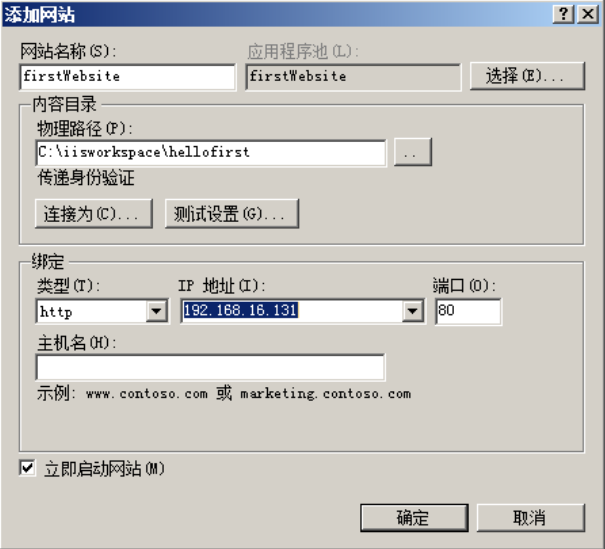 添加网站
网站名称(S): 应用程序池(L):
firstWebsite firstWebsite 选择(E)...
内容目录
物理路径(P):
C:\iisworkspace\hellofirst ..
传递身份验证
连接为(C)... 测试设置(G)...
绑定
类型(T): IP 地址(I): 端口(O):
http 192.168.16.131 80
主机名(H):
示例: www.contoso.com 或 marketing.contoso.com
立即启动网站(M)
确定 取消